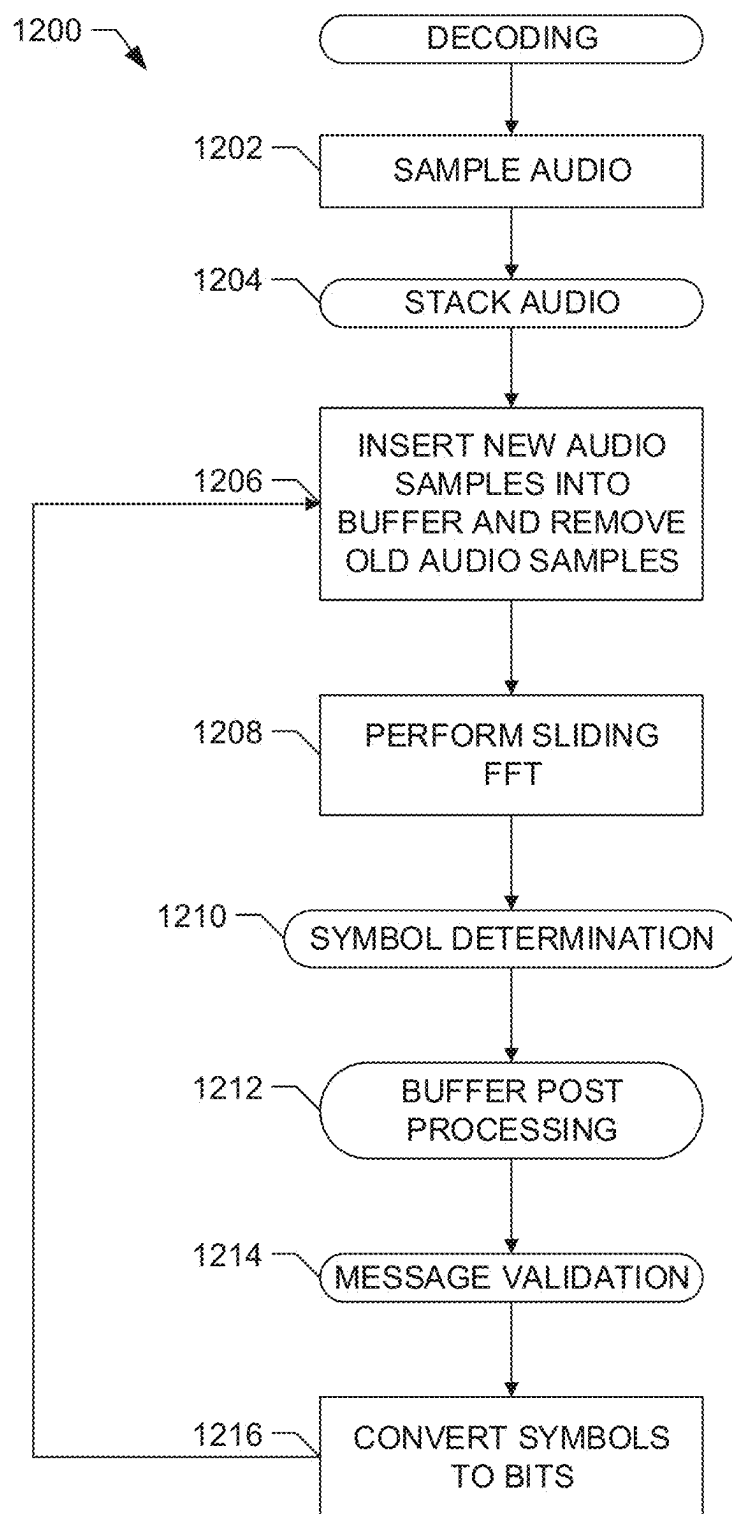 1200
DECODING
1202
SAMPLE AUDIO
1204
STACK AUDIO
1206
INSERT NEW AUDIO
SAMPLES INTO
BUFFER AND REMOVE
OLD AUDIO SAMPLES
1208
PERFORM SLIDING
FFT
1210
SYMBOL DETERMINATION
1212
BUFFER POST
PROCESSING
1214
MESSAGE VALIDATION
1216
CONVERT SYMBOLS
TO BITS